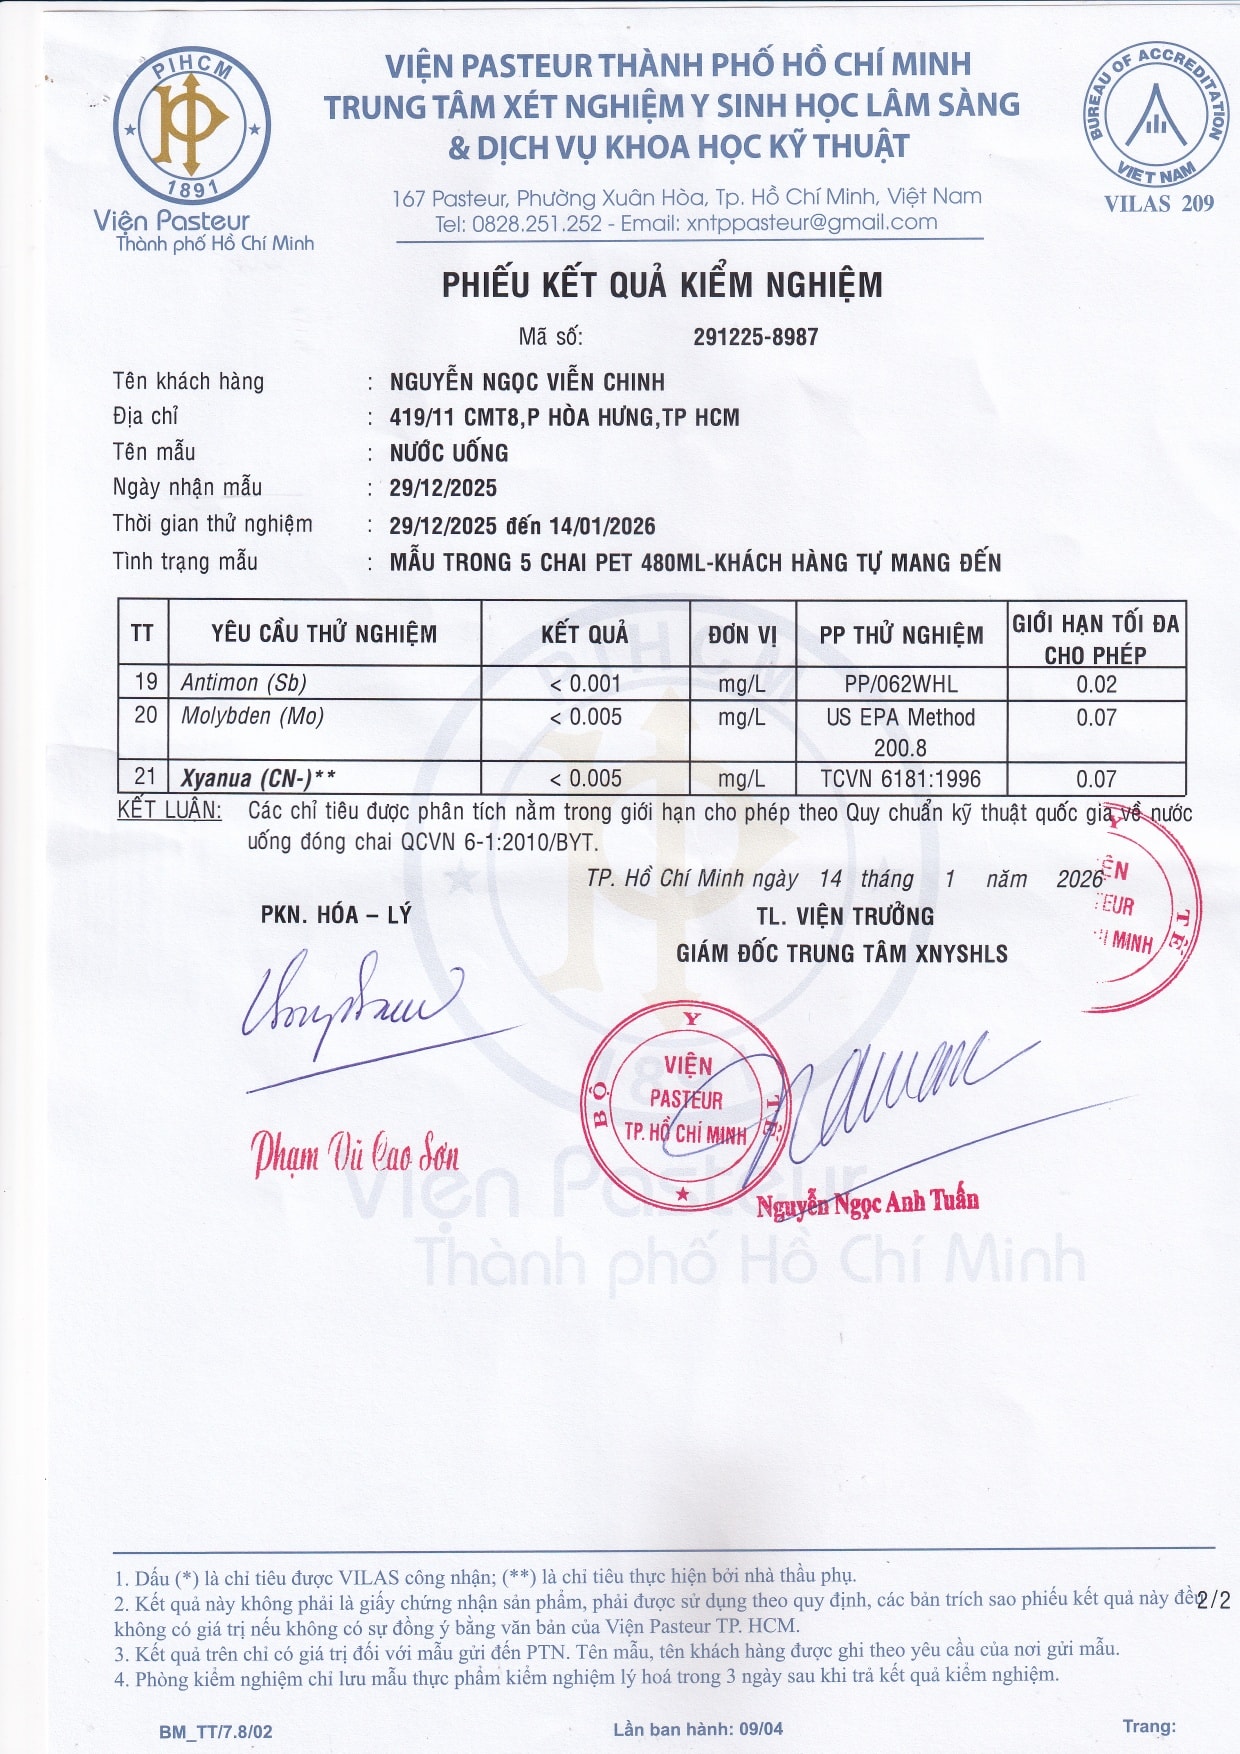 PIHCM
1891
Viện Pasteur
Thành phố Hồ Chí Minh
VIỆN PASTEUR THÀNH PHỐ HỒ CHÍ MINH
TRUNG TÂM XÉT NGHIỆM Y SINH HỌC LÂM SÀNG
& DỊCH VỤ KHOA HỌC KỸ THUẬT
167 Pasteur, Phường Xuân Hòa, Tp. Hồ Chí Minh, Việt Nam
Tel: 0828.251.252 - Email: xntppasteur@gmail.com
BUREAU OF ACCREDITATION
VIET NAM
VILAS 209
PHIẾU KẾT QUẢ KIỂM NGHIỆM
Mã số: 291225-8987
Tên khách hàng : NGUYỄN NGỌC VIỄN CHINH
Địa chỉ : 419/11 CMT8,P HÒA HƯNG,TP HCM
Tên mẫu : NƯỚC UỐNG
Ngày nhận mẫu : 29/12/2025
Thời gian thử nghiệm : 29/12/2025 đến 14/01/2026
Tình trạng mẫu : MẪU TRONG 5 CHAI PET 480ML-KHÁCH HÀNG TỰ MANG ĐẾN
TT YÊU CẦU THỬ NGHIỆM KẾT QUẢ ĐƠN VỊ PP THỬ NGHIỆM GIỚI HẠN TỐI ĐA
CHO PHÉP
19 Antimon (Sb) < 0.001 mg/L PP/062WHL 0.02
20 Molybden (Mo) < 0.005 mg/L US EPA Method 0.07
200.8
21 Xyanua (CN-)** < 0.005 mg/L TCVN 6181:1996 0.07
KẾT LUẬN: Các chỉ tiêu được phân tích nằm trong giới hạn cho phép theo Quy chuẩn kỹ thuật quốc gia về nước
uống đóng chai QCVN 6-1:2010/BYT.
TP. Hồ Chí Minh ngày 14 tháng 1 năm 2026
PKN. HÓA – LÝ
TL. VIỆN TRƯỞNG
GIÁM ĐỐC TRUNG TÂM XNYSHLS
Y TẾ
ỆN
TEUR
HÍ MINH
BỘ Y TẾ
VIỆN
PASTEUR
TP. HỒ CHÍ MINH
Phạm Vũ Cao Sơn
Nguyễn Ngọc Anh Tuấn
PIHCM
1891
Viện Pasteur
Thành phố Hồ Chí Minh
1. Dấu (*) là chỉ tiêu được VILAS công nhận; (**) là chỉ tiêu thực hiện bởi nhà thầu phụ.
2. Kết quả này không phải là giấy chứng nhận sản phẩm, phải được sử dụng theo quy định, các bản trích sao phiếu kết quả này đều 2/2
không có giá trị nếu không có sự đồng ý bằng văn bản của Viện Pasteur TP. HCM.
3. Kết quả trên chỉ có giá trị đối với mẫu gửi đến PTN. Tên mẫu, tên khách hàng được ghi theo yêu cầu của nơi gửi mẫu.
4. Phòng kiểm nghiệm chỉ lưu mẫu thực phẩm kiểm nghiệm lý hoá trong 3 ngày sau khi trả kết quả kiểm nghiệm.
BM_TT/7.8/02 Lần ban hành: 09/04 Trang: